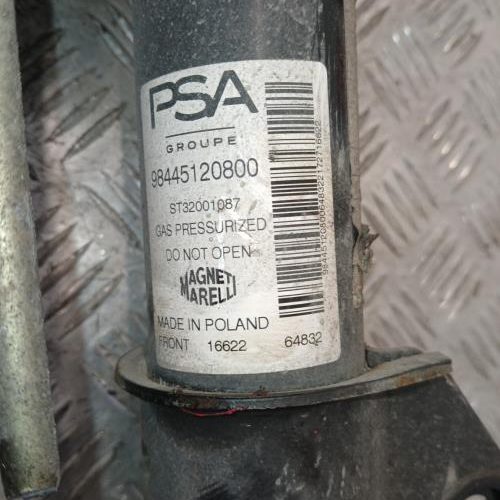 PSA
GROUPE
98445120800
ST32001087
GAS PRESSURIZED
DO NOT OPEN
MAGNETI
MARELLI
MADE IN POLAND
FRONT 16622 64832